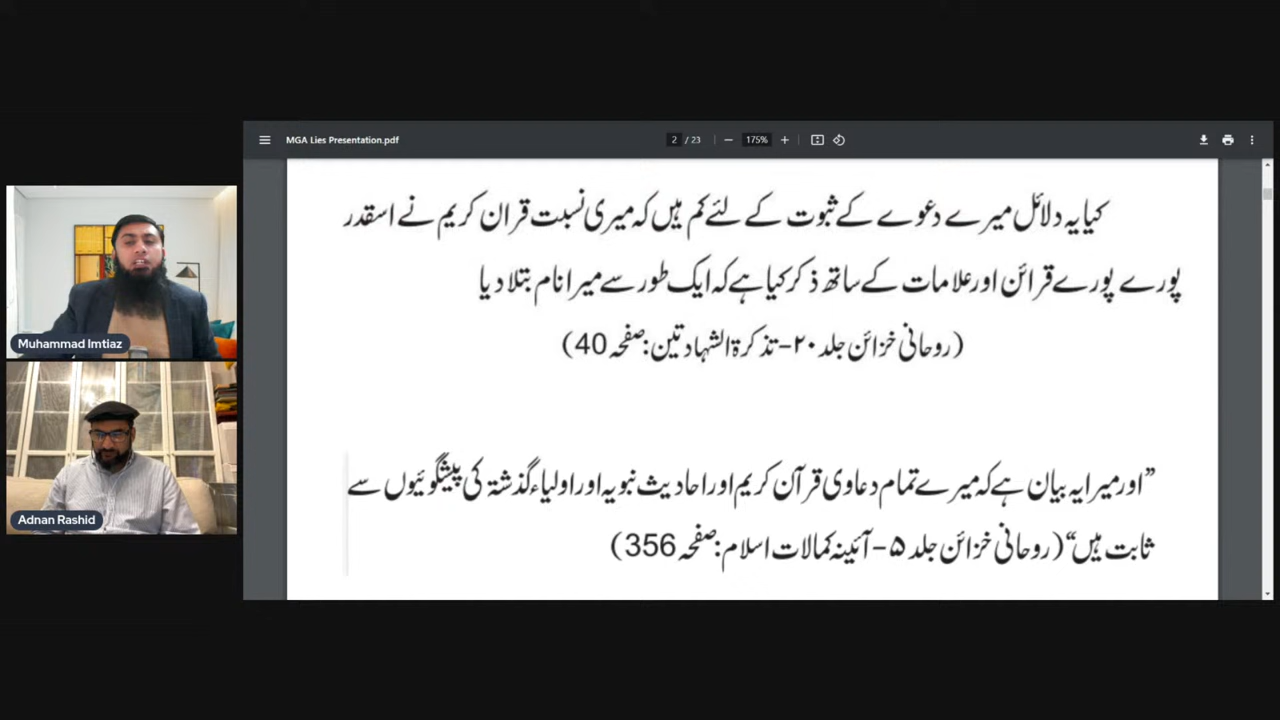 MGA Lies Presentation.pdf
2 / 23
175%
کیا یہ دلائل میرے دعوے کے ثبوت کے لئے کم ہیں کہ میری نسبت قران کریم نے اسقدر
پورے پورے قرائن اور علامات کے ساتھ ذکر کیا ہے کہ ایک طور سے میرا نام بتلا دیا
(روحانی خزائن جلد ۲۰- تذکرۃ الشہادتین: صفحہ 40)
”اور میرا یہ بیان ہے کہ میرے تمام دعاوی قرآن کریم اور احادیث نبویہ اور اولیاء گذشتہ کی پیشگوئیوں سے
ثابت ہیں“ (روحانی خزائن جلد ۵- آئینہ کمالات اسلام: صفحہ 356)
Muhammad Imtiaz
Adnan Rashid